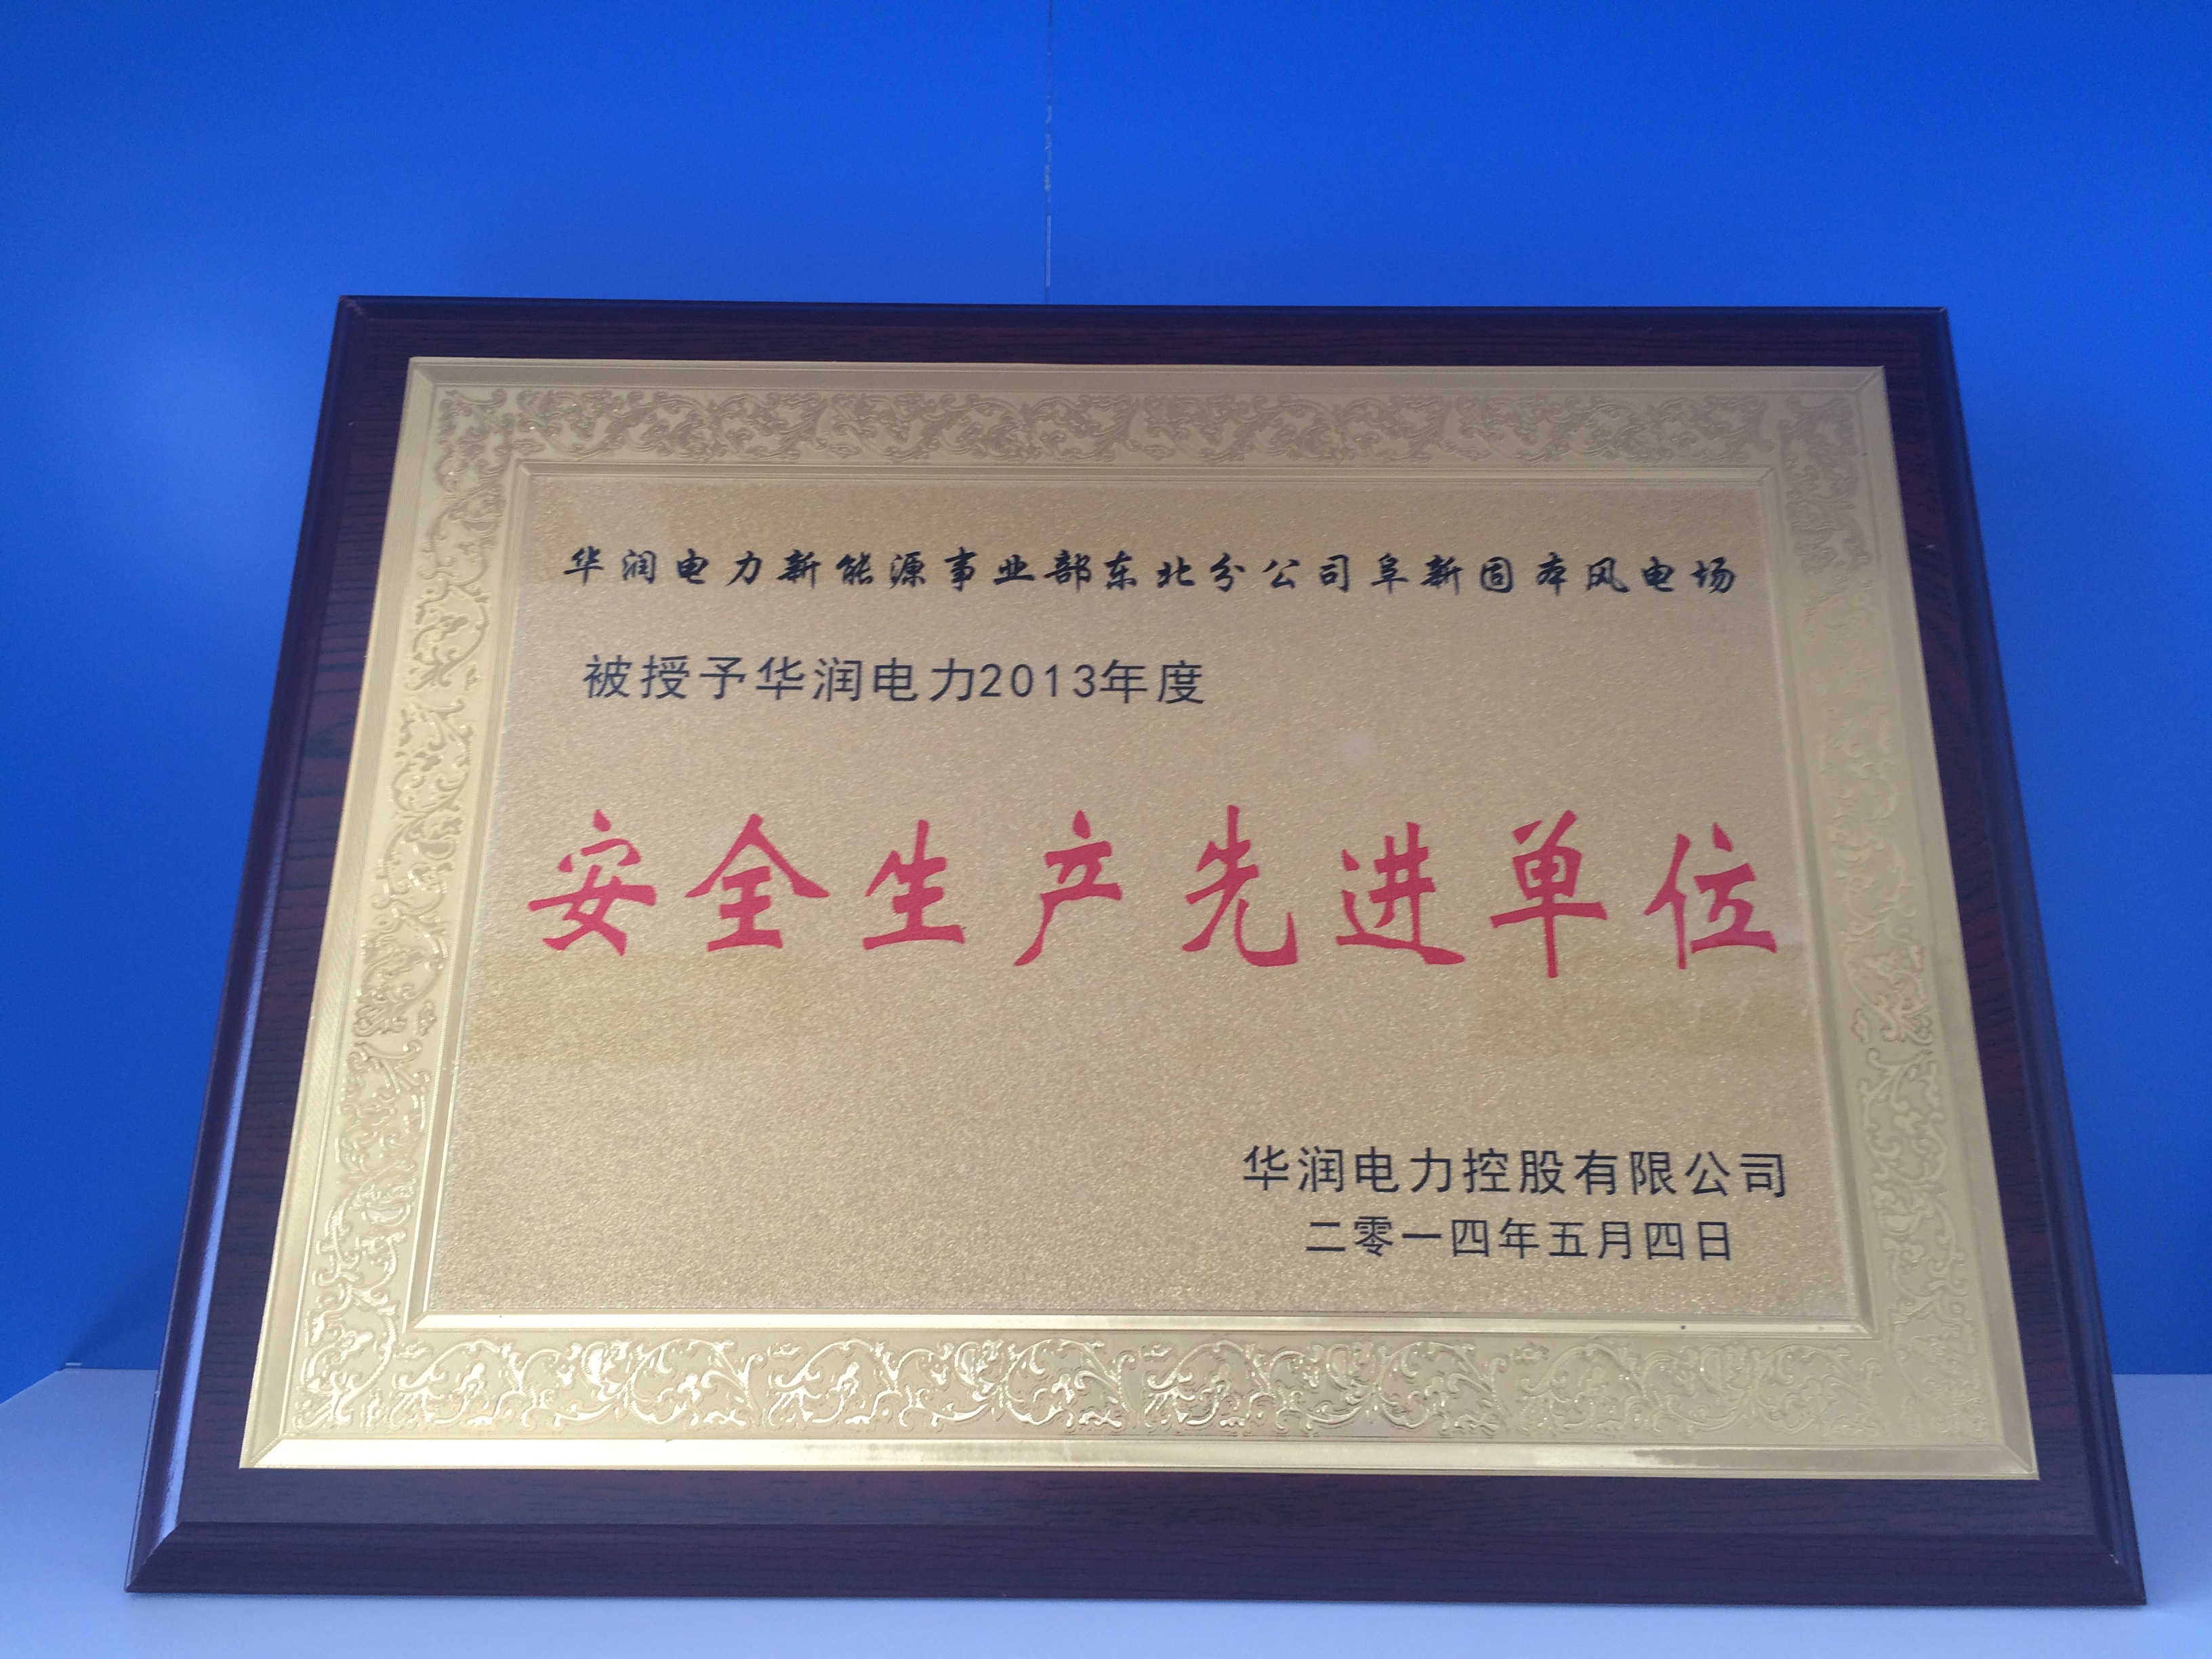 华润电力新能源事业部东北分公司阜新固本风电场
被授予华润电力2013年度
安全生产先进单位
华润电力控股有限公司
二零一四年五月四日